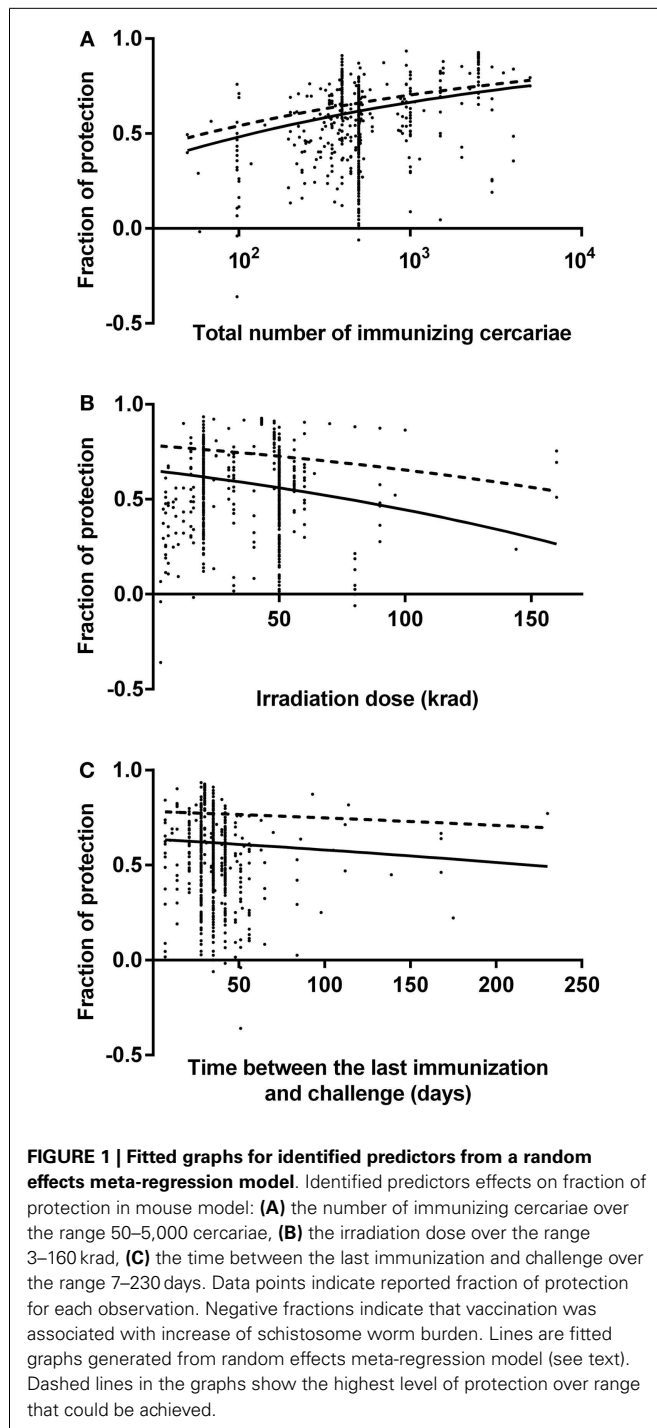 A
1.0
0.5
0.0
-0.5
Fraction of protection
10²
10³
10⁴
Total number of immunizing cercariae
B
1.0
0.5
0.0
-0.5
Fraction of protection
50
100
150
Irradiation dose (krad)
C
1.0
0.5
0.0
-0.5
Fraction of protection
50
100
150
200
250
Time between the last immunization
and challenge (days)
FIGURE 1 | Fitted graphs for identified predictors from a random
effects meta-regression model. Identified predictors effects on fraction of
protection in mouse model: (A) the number of immunizing cercariae over
the range 50–5,000 cercariae, (B) the irradiation dose over the range
3–160 krad, (C) the time between the last immunization and challenge over
the range 7–230 days. Data points indicate reported fraction of protection
for each observation. Negative fractions indicate that vaccination was
associated with increase of schistosome worm burden. Lines are fitted
graphs generated from random effects meta-regression model (see text).
Dashed lines in the graphs show the highest level of protection over range
that could be achieved.